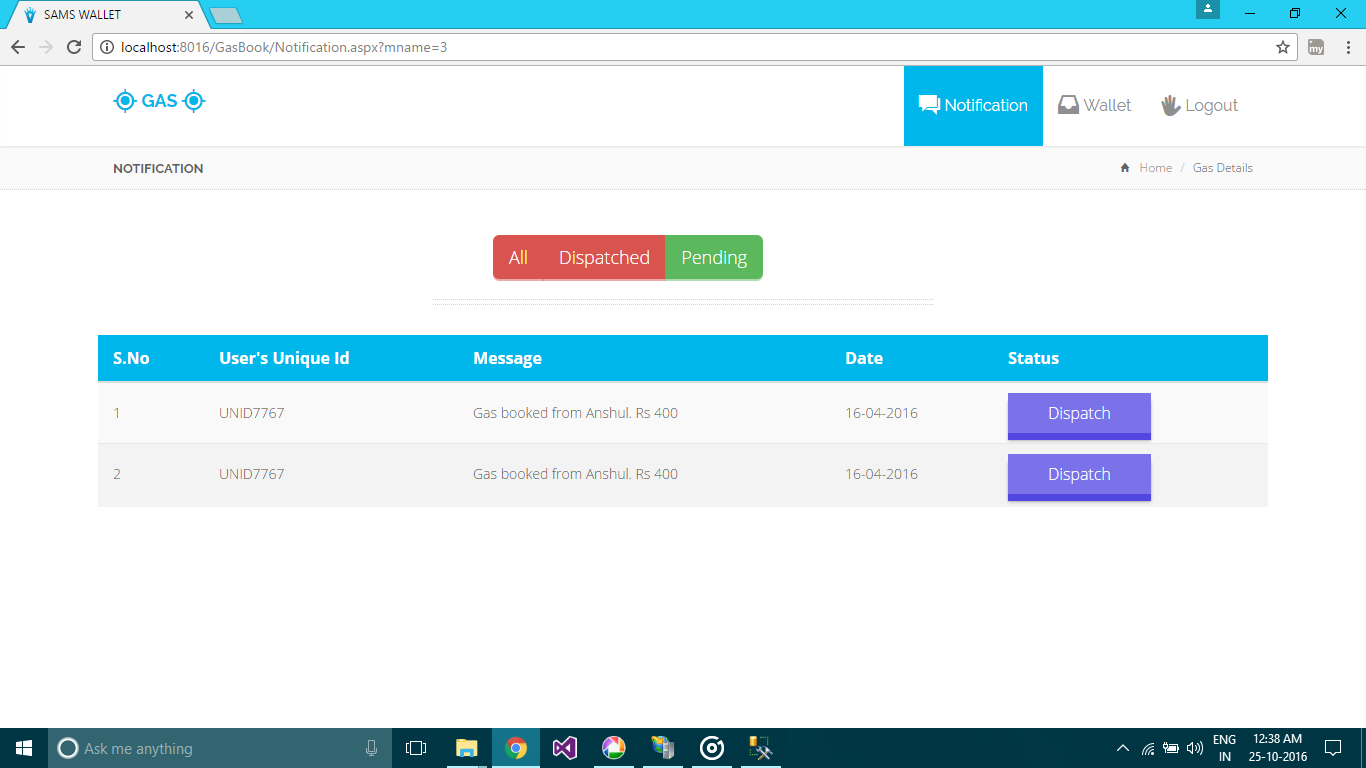 SAMS WALLET
localhost:8016/GasBook/Notification.aspx?mname=3
my
GAS
Notification Wallet Logout
NOTIFICATION
Home / Gas Details
All Dispatched Pending
S.No User's Unique Id Message Date Status
1 UNID7767 Gas booked from Anshul. Rs 400 16-04-2016 Dispatch
2 UNID7767 Gas booked from Anshul. Rs 400 16-04-2016 Dispatch
Ask me anything
ENG 12:38 AM
IN 25-10-2016